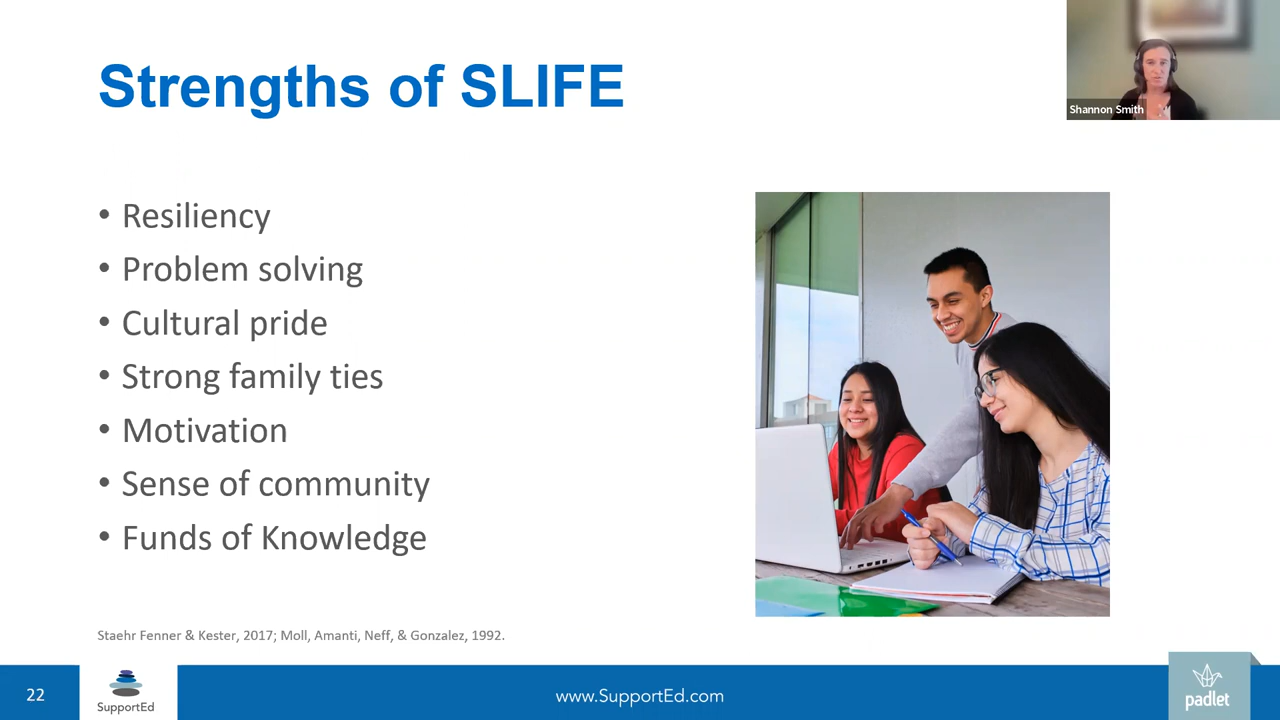 Strengths of SLIFE
Shannon Smith
• Resiliency
• Problem solving
• Cultural pride
• Strong family ties
• Motivation
• Sense of community
• Funds of Knowledge
Staehr Fenner & Kester, 2017; Moll, Amanti, Neff, & Gonzalez, 1992.
22
SupportEd
www.SupportEd.com
padlet